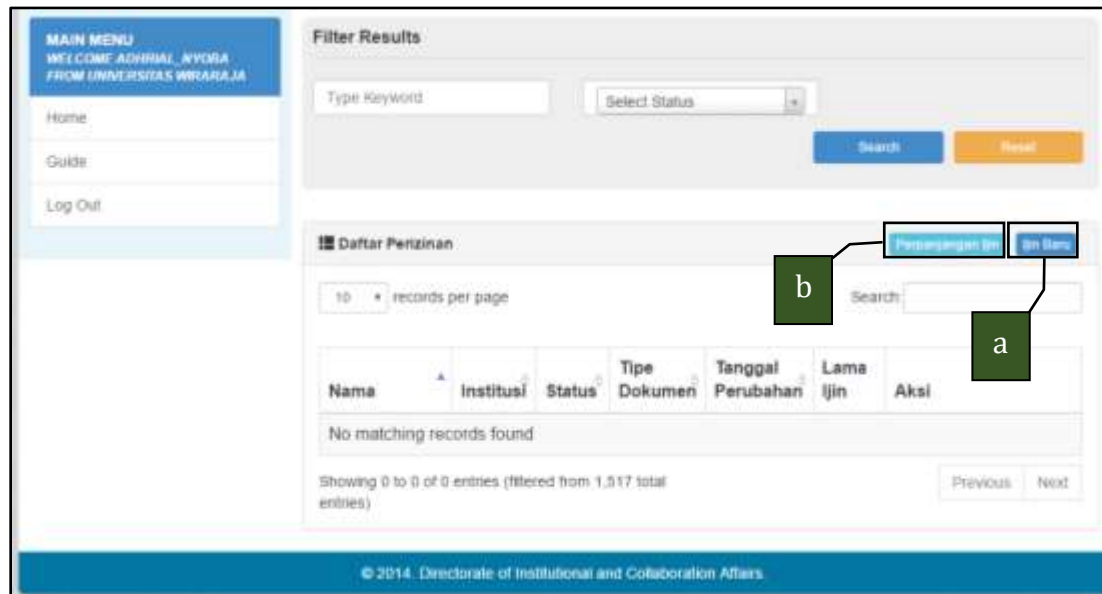 MAIN MENU
WELCOME ADHRIAL_NYOBA
FROM UNIVERSITAS WIRARAJA
Home
Guide
Log Out
Filter Results
Type Keyword
Select Status
Search
Reset
Daftar Perizinan
Perpanjangan Ijin
Ijin Baru
b
a
10 records per page
Search:
Nama
Institusi
Status
Tipe
Dokumen
Tanggal
Perubahan
Lama
Ijin
Aksi
No matching records found
Showing 0 to 0 of 0 entries (filtered from 1,517 total
entries)
Previous
Next
© 2014. Directorate of Institutional and Collaboration Affairs